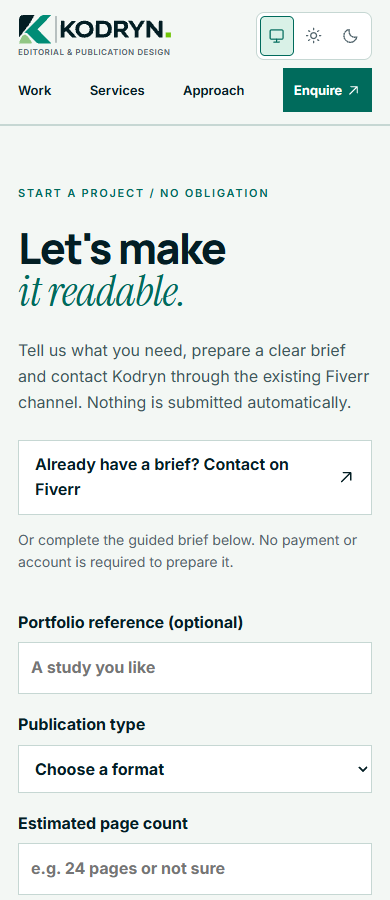 KODRYN.
EDITORIAL & PUBLICATION DESIGN
Work Services Approach Enquire
START A PROJECT / NO OBLIGATION
Let's make
it readable.
Tell us what you need, prepare a clear brief
and contact Kodryn through the existing Fiverr
channel. Nothing is submitted automatically.
Already have a brief? Contact on
Fiverr
Or complete the guided brief below. No payment or
account is required to prepare it.
Portfolio reference (optional)
A study you like
Publication type
Choose a format
Estimated page count
e.g. 24 pages or not sure